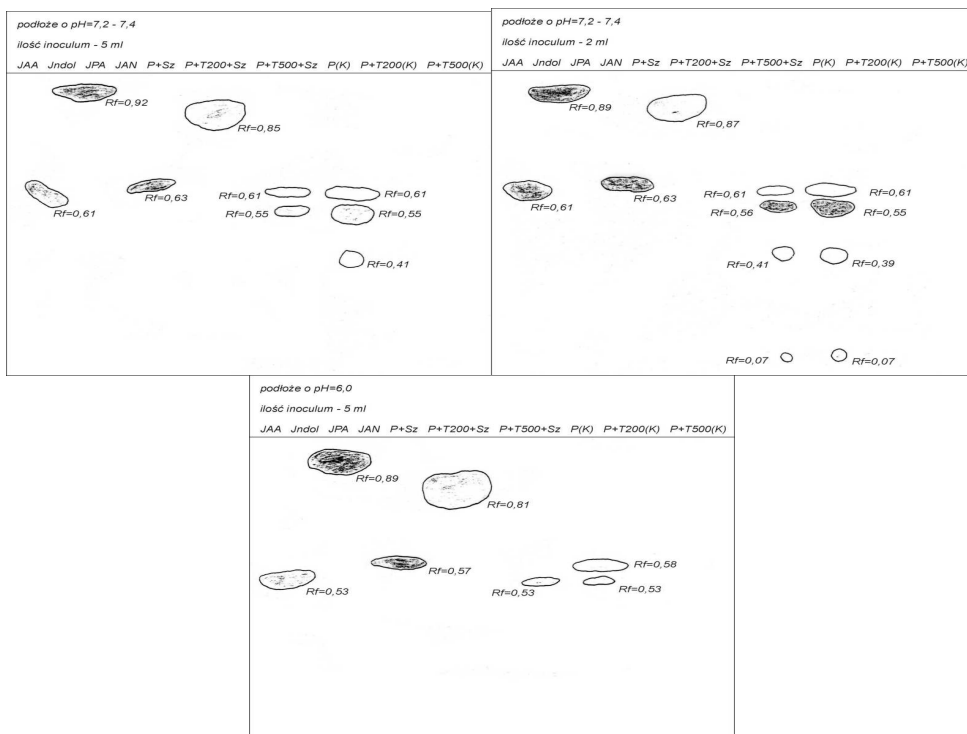 podłoże o pH=7,2 - 7,4
ilość inoculum - 5 ml
JAA Jndol JPA JAN P+Sz P+T200+Sz P+T500+Sz P(K) P+T200(K) P+T500(K)
Rf=0,92
Rf=0,85
Rf=0,61
Rf=0,63
Rf=0,61
Rf=0,61
Rf=0,55
Rf=0,55
Rf=0,41
podłoże o pH=7,2 - 7,4
ilość inoculum - 2 ml
JAA Jndol JPA JAN P+Sz P+T200+Sz P+T500+Sz P(K) P+T200(K) P+T500(K)
Rf=0,89
Rf=0,87
Rf=0,61
Rf=0,63
Rf=0,61
Rf=0,61
Rf=0,56
Rf=0,55
Rf=0,41
Rf=0,39
Rf=0,07
Rf=0,07
podłoże o pH=6,0
ilość inoculum - 5 ml
JAA Jndol JPA JAN P+Sz P+T200+Sz P+T500+Sz P(K) P+T200(K) P+T500(K)
Rf=0,89
Rf=0,81
Rf=0,53
Rf=0,57
Rf=0,58
Rf=0,53
Rf=0,53